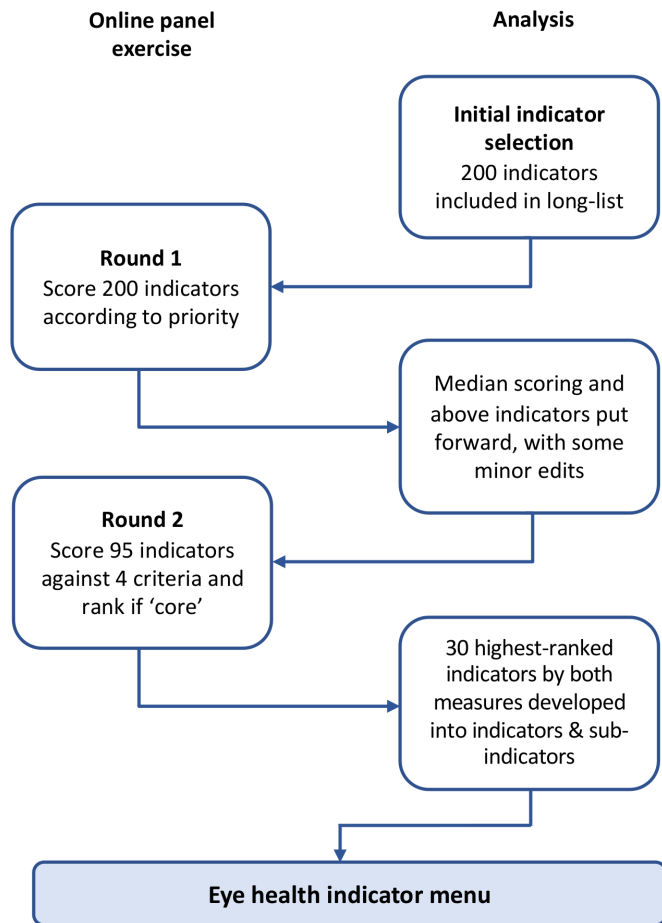 Online panel
exercise
Analysis
Initial indicator
selection
200 indicators
included in long-list
Round 1
Score 200 indicators
according to priority
Median scoring and
above indicators put
forward, with some
minor edits
Round 2
Score 95 indicators
against 4 criteria and
rank if ‘core’
30 highest-ranked
indicators by both
measures developed
into indicators & sub-
indicators
Eye health indicator menu